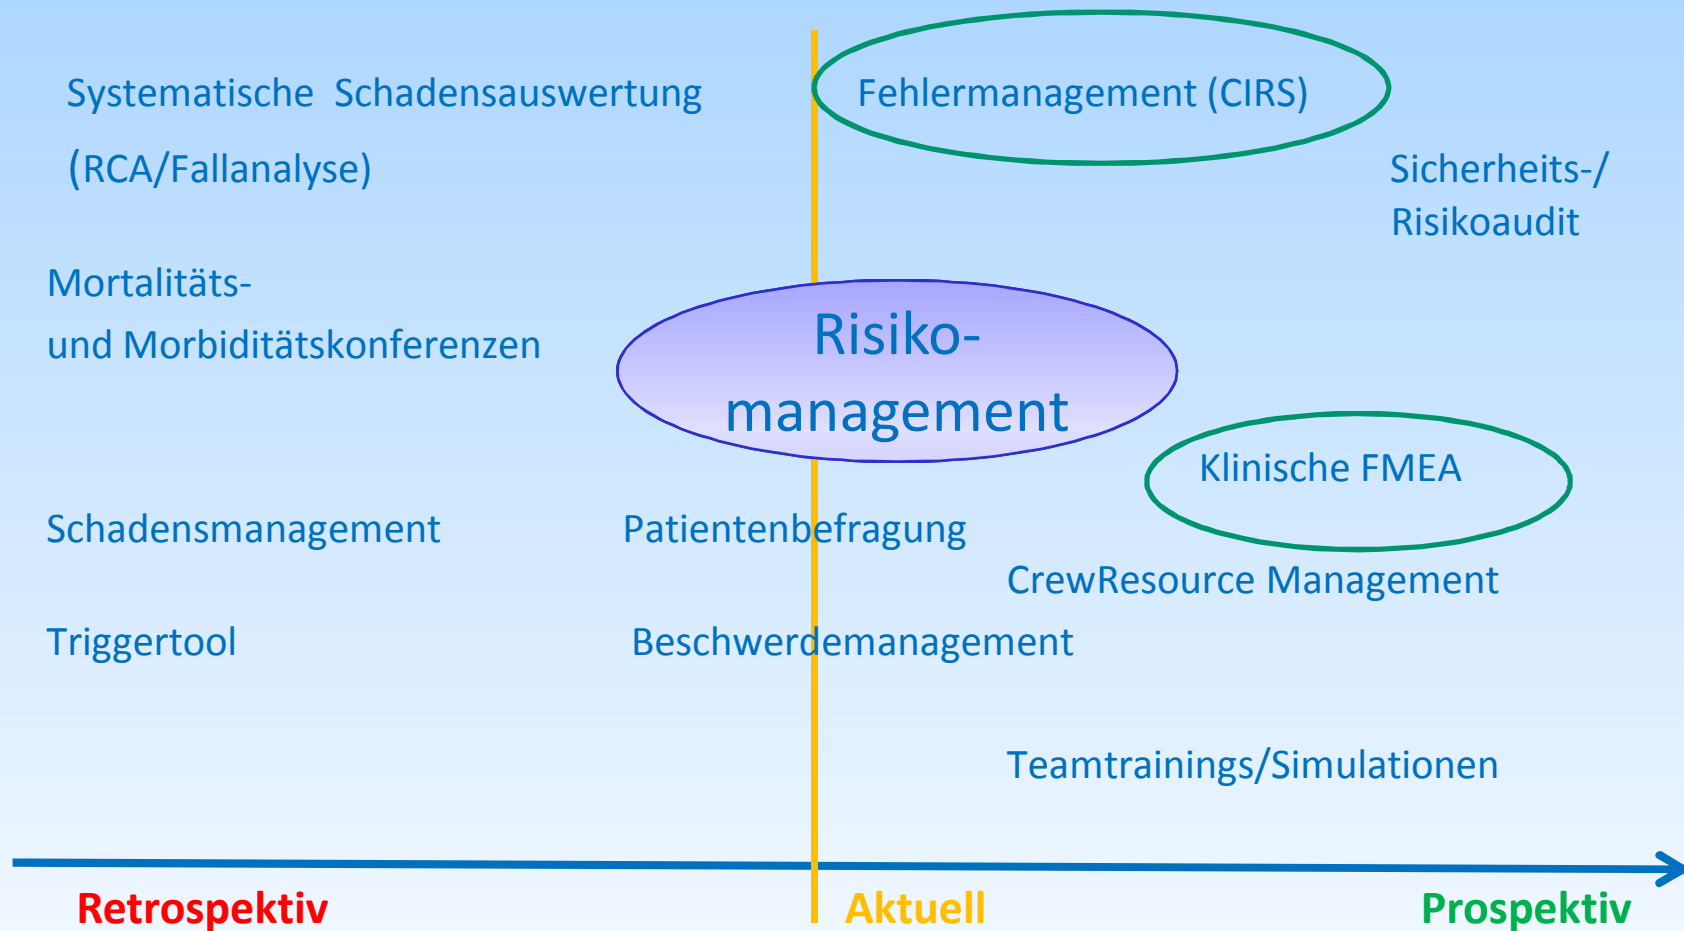 Systematische Schadensauswertung
(RCA/Fallanalyse)
Fehlermanagement (CIRS)
Sicherheits-/
Risikoaudit
Mortalitäts-
und Morbiditätskonferenzen
Risiko-
management
Klinische FMEA
Schadensmanagement
Patientenbefragung
CrewResource Management
Triggertool
Beschwerdemanagement
Teamtrainings/Simulationen
Retrospektiv
Aktuell
Prospektiv